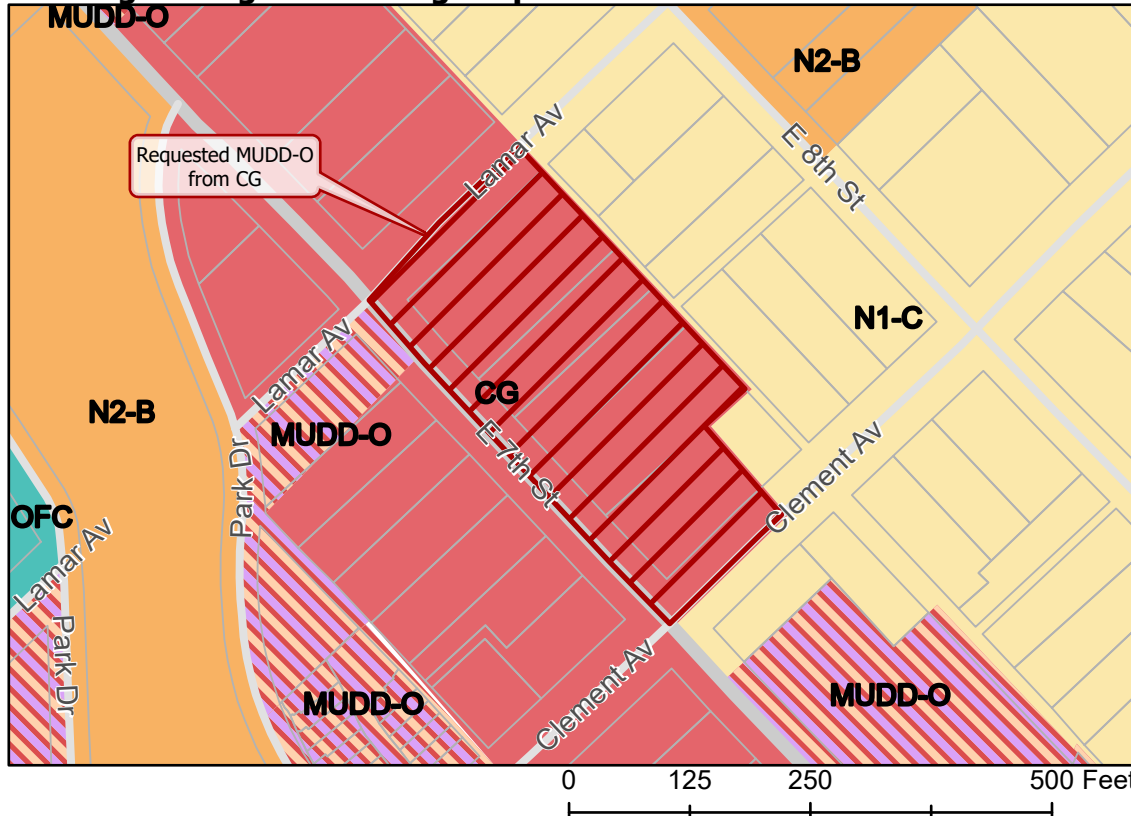 MUDD-O
N2-B
Lamar Av
E 8th St
Requested MUDD-O
from CG
N1-C
Lamar Av
CG
N2-B
MUDD-O
E 7th St
Park Dr
Clement Av
OFC
Lamar Av
Park Dr
MUDD-O
Clement Av
MUDD-O
0 125 250 500 Feet